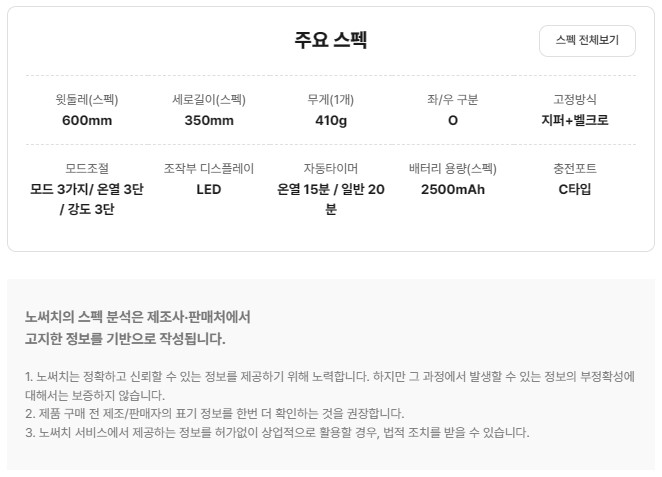 주요 스펙
스펙 전체보기
윗둘레(스펙) 세로길이(스펙) 무게(1개) 좌/우 구분 고정방식
600mm 350mm 410g O 지퍼+벨크로
모드조절 조작부 디스플레이 자동타이머 배터리 용량(스펙) 충전포트
모드 3가지/ 온열 3단 LED 온열 15분 / 일반 20 2500mAh C타입
/ 강도 3단 분
노써치의 스펙 분석은 제조사·판매처에서
고지한 정보를 기반으로 작성됩니다.
1. 노써치는 정확하고 신뢰할 수 있는 정보를 제공하기 위해 노력합니다. 하지만 그 과정에서 발생할 수 있는 정보의 부정확성에
대해서는 보증하지 않습니다.
2. 제품 구매 전 제조/판매자의 표기 정보를 한번 더 확인하는 것을 권장합니다.
3. 노써치 서비스에서 제공하는 정보를 허가없이 상업적으로 활용할 경우, 법적 조치를 받을 수 있습니다.